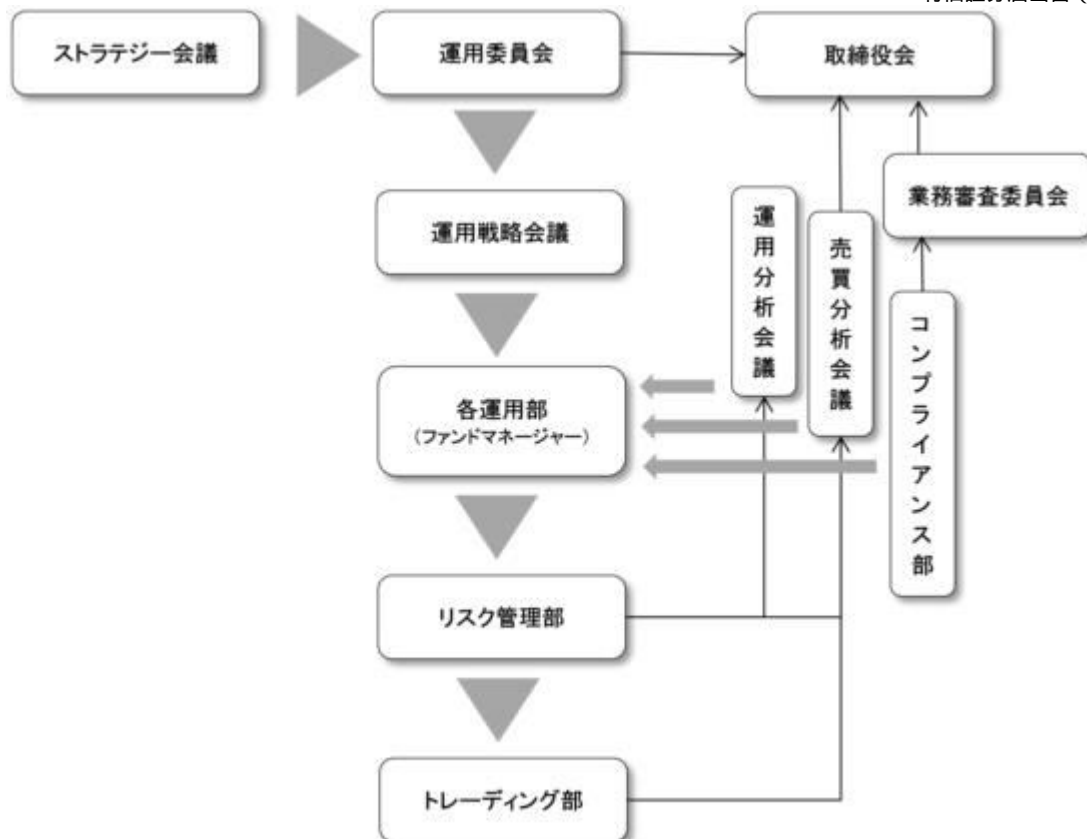 ストラテジー会議
運用委員会
取締役会
業務審査委員会
運用戦略会議
運用分析会議
売買分析会議
コンプライアンス部
各運用部
（ファンドマネージャー）
リスク管理部
トレーディング部